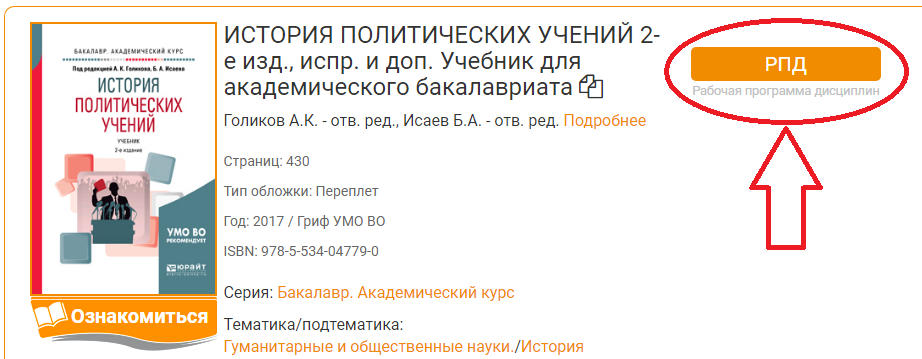 БАКАЛАВР. АКАДЕМИЧЕСКИЙ КУРС
Под редакцией А. К. Голикова, Б. А. Исаева
ИСТОРИЯ
ПОЛИТИЧЕСКИХ
УЧЕНИЙ
УЧЕБНИК
2-е издание
УМО ВО
РЕКОМЕНДУЕТ
юрайт
Ознакомиться
ИСТОРИЯ ПОЛИТИЧЕСКИХ УЧЕНИЙ 2-
е изд., испр. и доп. Учебник для
академического бакалавриата
Голиков А.К. - отв. ред., Исаев Б.А. - отв. ред. Подробнее
Страниц: 430
Тип обложки: Переплет
Год: 2017 / Гриф УМО ВО
ISBN: 978-5-534-04779-0
Серия: Бакалавр. Академический курс
Тематика/подтематика:
Гуманитарные и общественные науки./История
РПД
Рабочая программа дисциплин